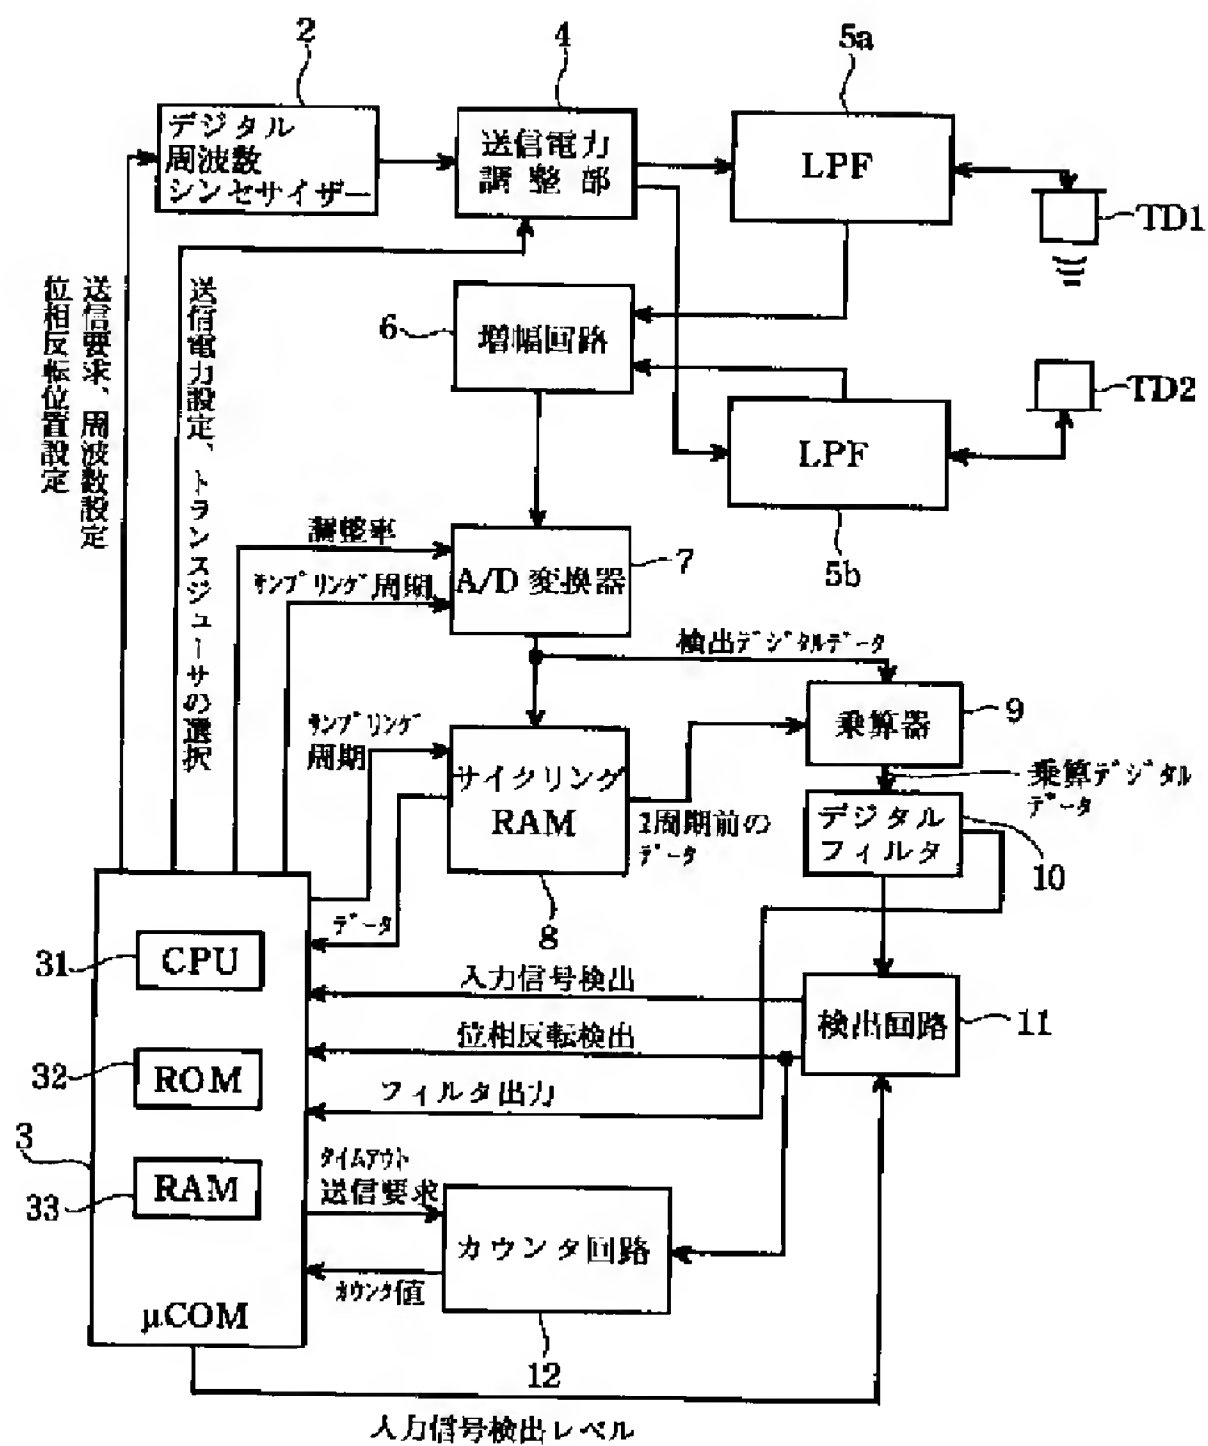 2
4
5a
デジタル
周波数
シンセサイザー
送信電力
調整部
LPF
TD1
送信要求、周波数設定
位相反転位置設定
送信電力設定、トランスジューサの選択
6
増幅回路
TD2
LPF
5b
調整率
サンプリング周期
A/D変換器
7
検出デジタルデータ
サンプリング
周期
サイクリング
RAM
8
乗算器
9
乗算デジタル
データ
周期前の
データ
デジタル
フィルタ
10
データ
31
CPU
入力信号検出
検出回路
11
位相反転検出
32
ROM
フィルタ出力
3
33
RAM
タイムアウト
送信要求
カウンタ回路
カウンタ値
12
μCOM
入力信号検出レベル